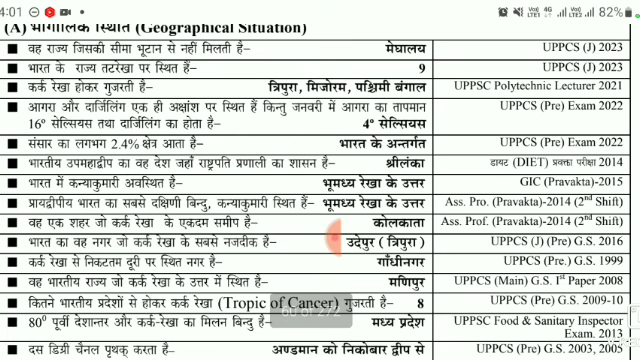 4:01
82%
(A) भौगोलिक स्थिति (Geographical Situation)
■ वह राज्य जिसकी सीमा भूटान से नहीं मिलती है– मेघालय UPPCS (J) 2023
■ भारत के राज्य तटरेखा पर स्थित हैं– 9 UPPCS (J) 2023
■ कर्क रेखा होकर गुजरती है– त्रिपुरा, मिजोरम, पश्चिमी बंगाल UPPSC Polytechnic Lecturer 2021
■ आगरा और दार्जिलिंग एक ही अक्षांश पर स्थित हैं किन्तु जनवरी में आगरा का तापमान UPPCS (Pre) Exam 2022
16° सेल्सियस तथा दार्जिलिंग का होता है– 4° सेल्सियस
■ संसार का लगभग 2.4% क्षेत्र आता है– भारत के अन्तर्गत UPPCS (Pre) Exam 2022
■ भारतीय उपमहाद्वीप का वह देश जहाँ राष्ट्रपति प्रणाली का शासन है– श्रीलंका डायट (DIET) प्रवक्ता परीक्षा 2014
■ भारत में कन्याकुमारी अवस्थित है– भूमध्य रेखा के उत्तर GIC (Pravakta)-2015
■ प्रायद्वीपीय भारत का सबसे दक्षिणी बिन्दु, कन्याकुमारी स्थित है– भूमध्य रेखा के उत्तर Ass. Pro. (Pravakta)-2014 (2nd Shift)
■ वह एक शहर जो कर्क रेखा के एकदम समीप है– कोलकाता Ass. Prof. (Pravakta)-2014 (2nd Shift)
■ भारत का वह नगर जो कर्क रेखा के सबसे नजदीक है– उदेपुर (त्रिपुरा) UPPCS (J) (Pre) G.S. 2016
■ कर्क रेखा से निकटतम दूरी पर स्थित नगर है– गाँधीनगर UPPCS (Pre.) G.S. 1999
■ वह भारतीय राज्य जो कर्क रेखा के उत्तर में स्थित है– मणिपुर UPPCS (Main) G.S. Ist Paper 2008
■ कितने भारतीय प्रदेशों से होकर कर्क रेखा (Tropic of Cancer) गुजरती है– 8 UPPCS (Pre) G.S. 2009-10
■ 80° पूर्वी देशान्तर और कर्क-रेखा का मिलन बिन्दु है– मध्य प्रदेश UPPSC Food & Sanitary Inspector
Exam. 2013
■ दस डिग्री चैनल पृथक् करता है– अण्डमान को निकोबार द्वीप से UPPCS (Pre) G.S. 2003, 2005